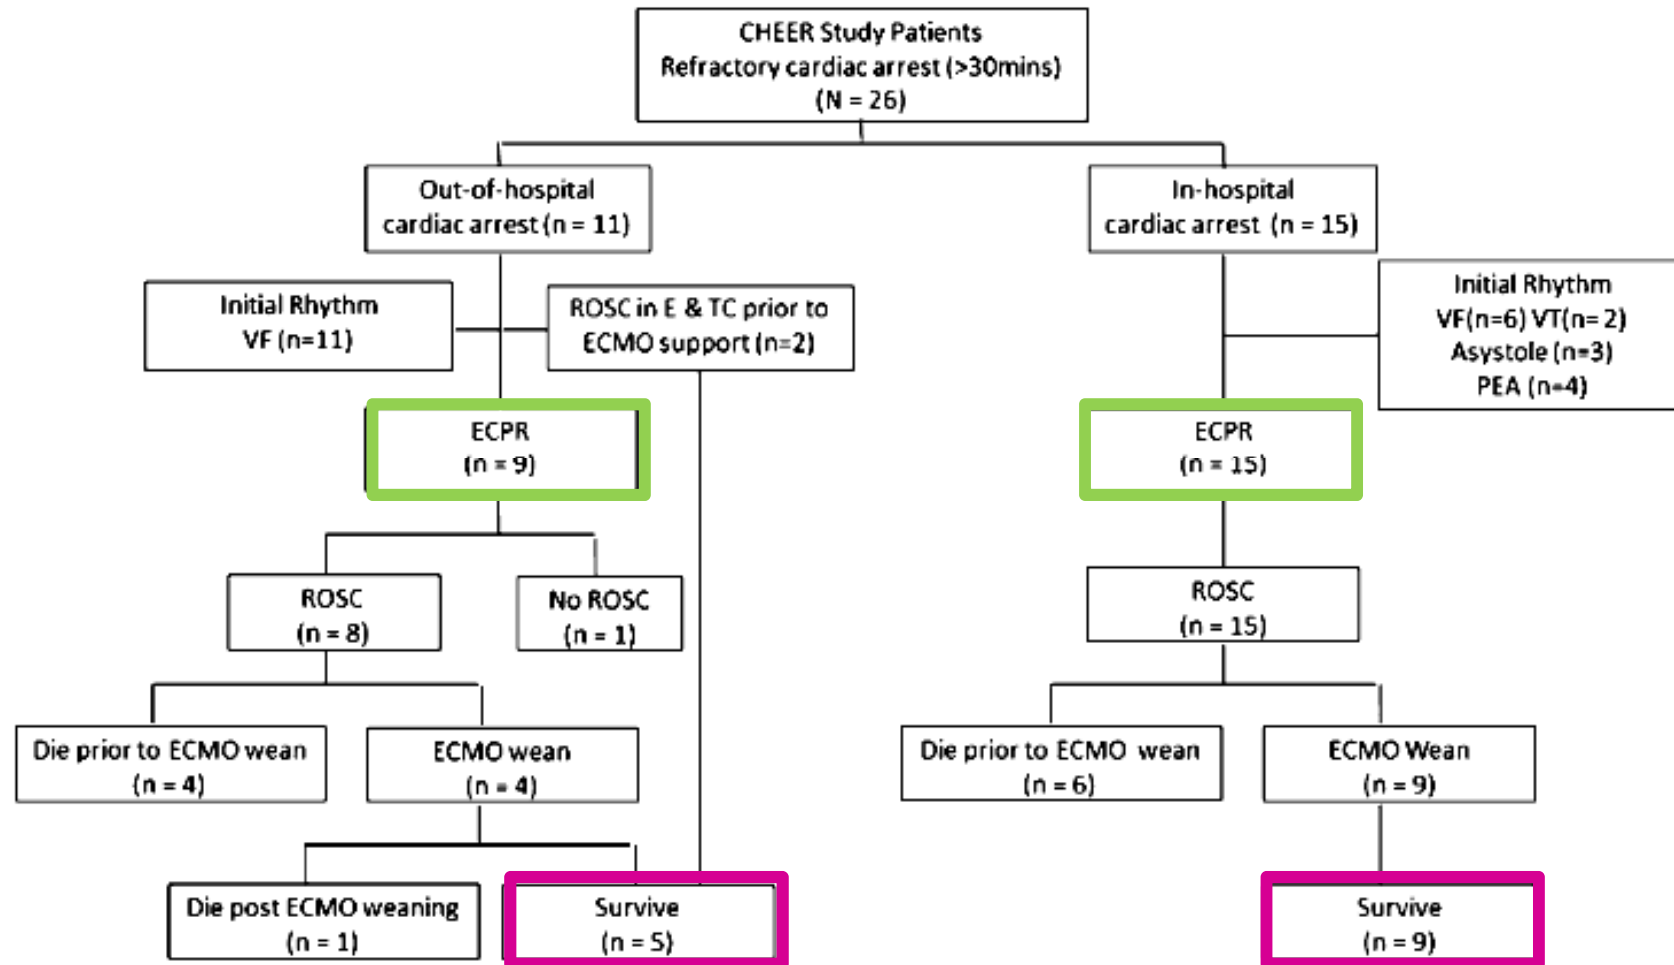 CHEER Study Patients
Refractory cardiac arrest (>30mins)
(N = 26)
Out-of-hospital
cardiac arrest (n = 11)
In-hospital
cardiac arrest (n = 15)
Initial Rhythm
VF (n=11)
ROSC in E & TC prior to
ECMO support (n=2)
Initial Rhythm
VF(n=6) VT(n=2)
Asystole (n=3)
PEA (n=4)
ECPR
(n = 9)
ECPR
(n = 15)
ROSC
(n = 8)
No ROSC
(n = 1)
ROSC
(n = 15)
Die prior to ECMO wean
(n = 4)
ECMO wean
(n = 4)
Die prior to ECMO wean
(n = 6)
ECMO Wean
(n = 9)
Die post ECMO weaning
(n = 1)
Survive
(n = 5)
Survive
(n = 9)